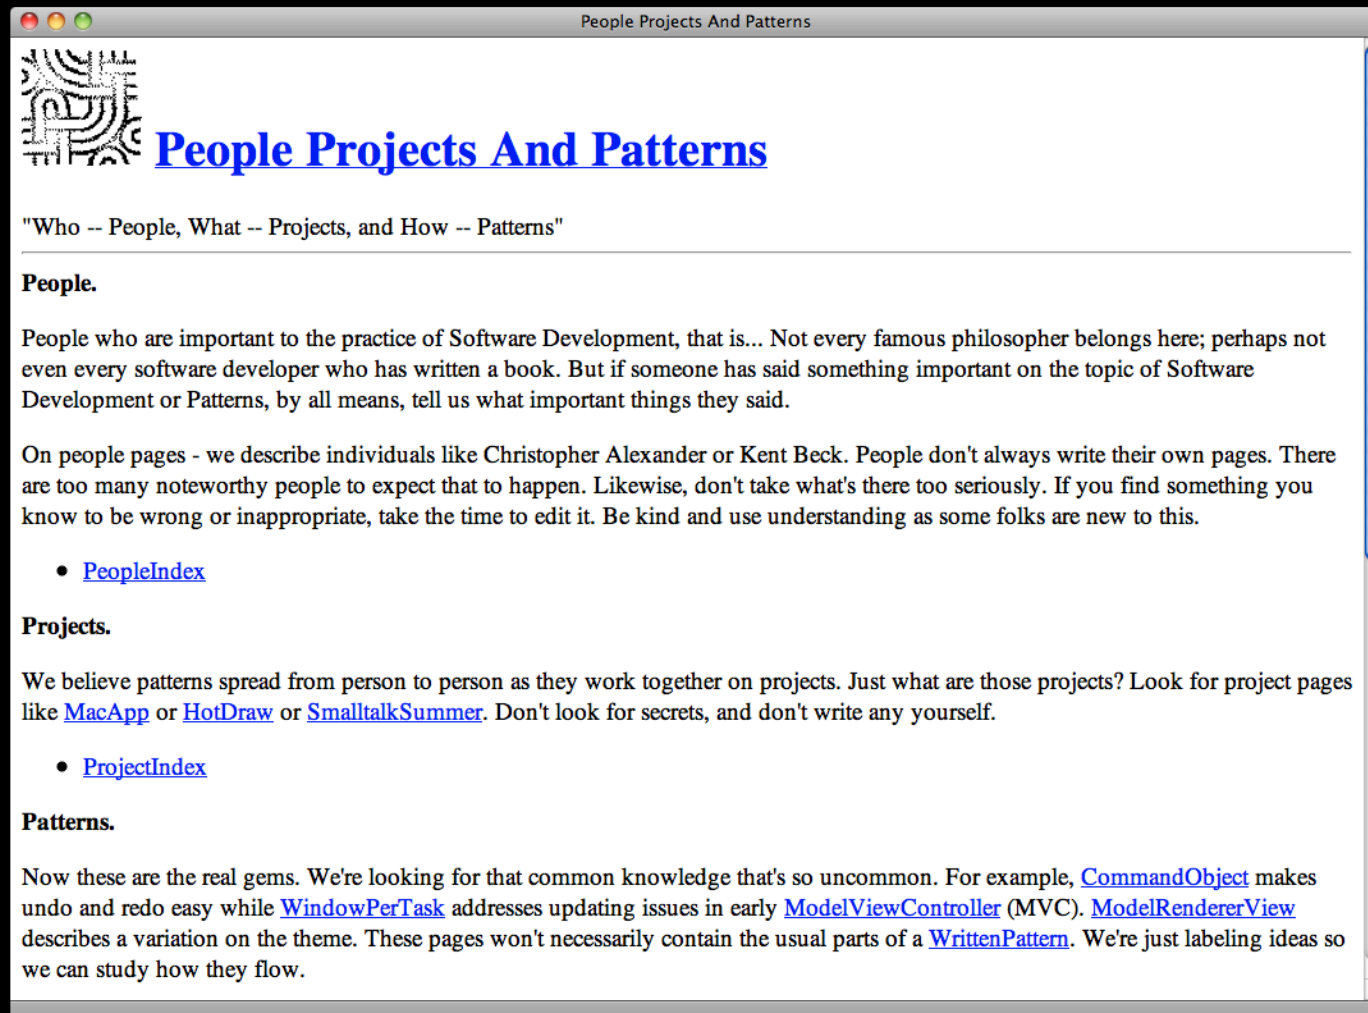 People Projects And Patterns
People Projects And Patterns
"Who -- People, What -- Projects, and How -- Patterns"
People.
People who are important to the practice of Software Development, that is... Not every famous philosopher belongs here; perhaps not
even every software developer who has written a book. But if someone has said something important on the topic of Software
Development or Patterns, by all means, tell us what important things they said.
On people pages - we describe individuals like Christopher Alexander or Kent Beck. People don't always write their own pages. There
are too many noteworthy people to expect that to happen. Likewise, don't take what's there too seriously. If you find something you
know to be wrong or inappropriate, take the time to edit it. Be kind and use understanding as some folks are new to this.
• PeopleIndex
Projects.
We believe patterns spread from person to person as they work together on projects. Just what are those projects? Look for project pages
like MacApp or HotDraw or SmalltalkSummer. Don't look for secrets, and don't write any yourself.
• ProjectIndex
Patterns.
Now these are the real gems. We're looking for that common knowledge that's so uncommon. For example, CommandObject makes
undo and redo easy while WindowPerTask addresses updating issues in early ModelViewController (MVC). ModelRendererView
describes a variation on the theme. These pages won't necessarily contain the usual parts of a WrittenPattern. We're just labeling ideas so
we can study how they flow.